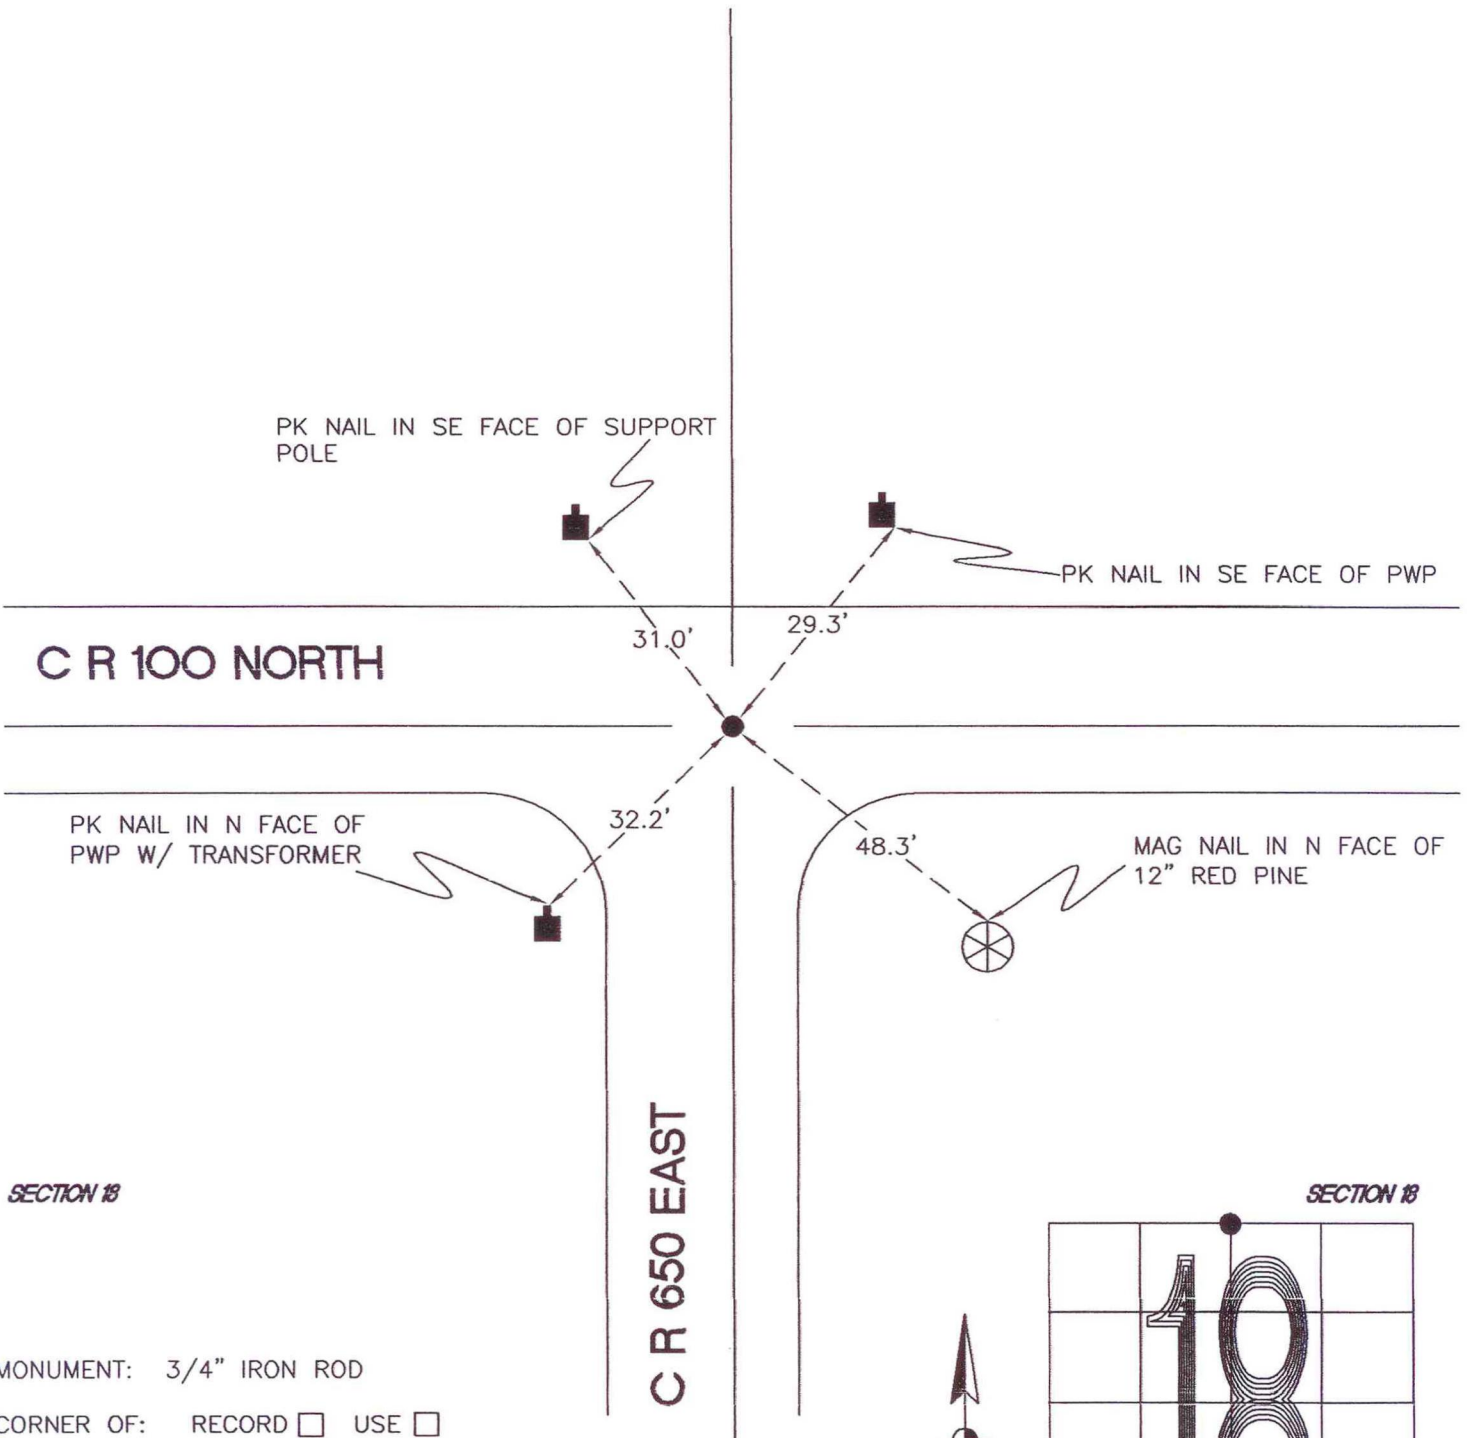 PK NAIL IN SE FACE OF SUPPORT
POLE
PK NAIL IN SE FACE OF PWP
31.0'
29.3'
C R 100 NORTH
32.2'
48.3'
PK NAIL IN N FACE OF
PWP W/ TRANSFORMER
MAG NAIL IN N FACE OF
12" RED PINE
C R 650 EAST
SECTION 18
SECTION 18
18
MONUMENT: 3/4" IRON ROD
CORNER OF: RECORD □ USE □